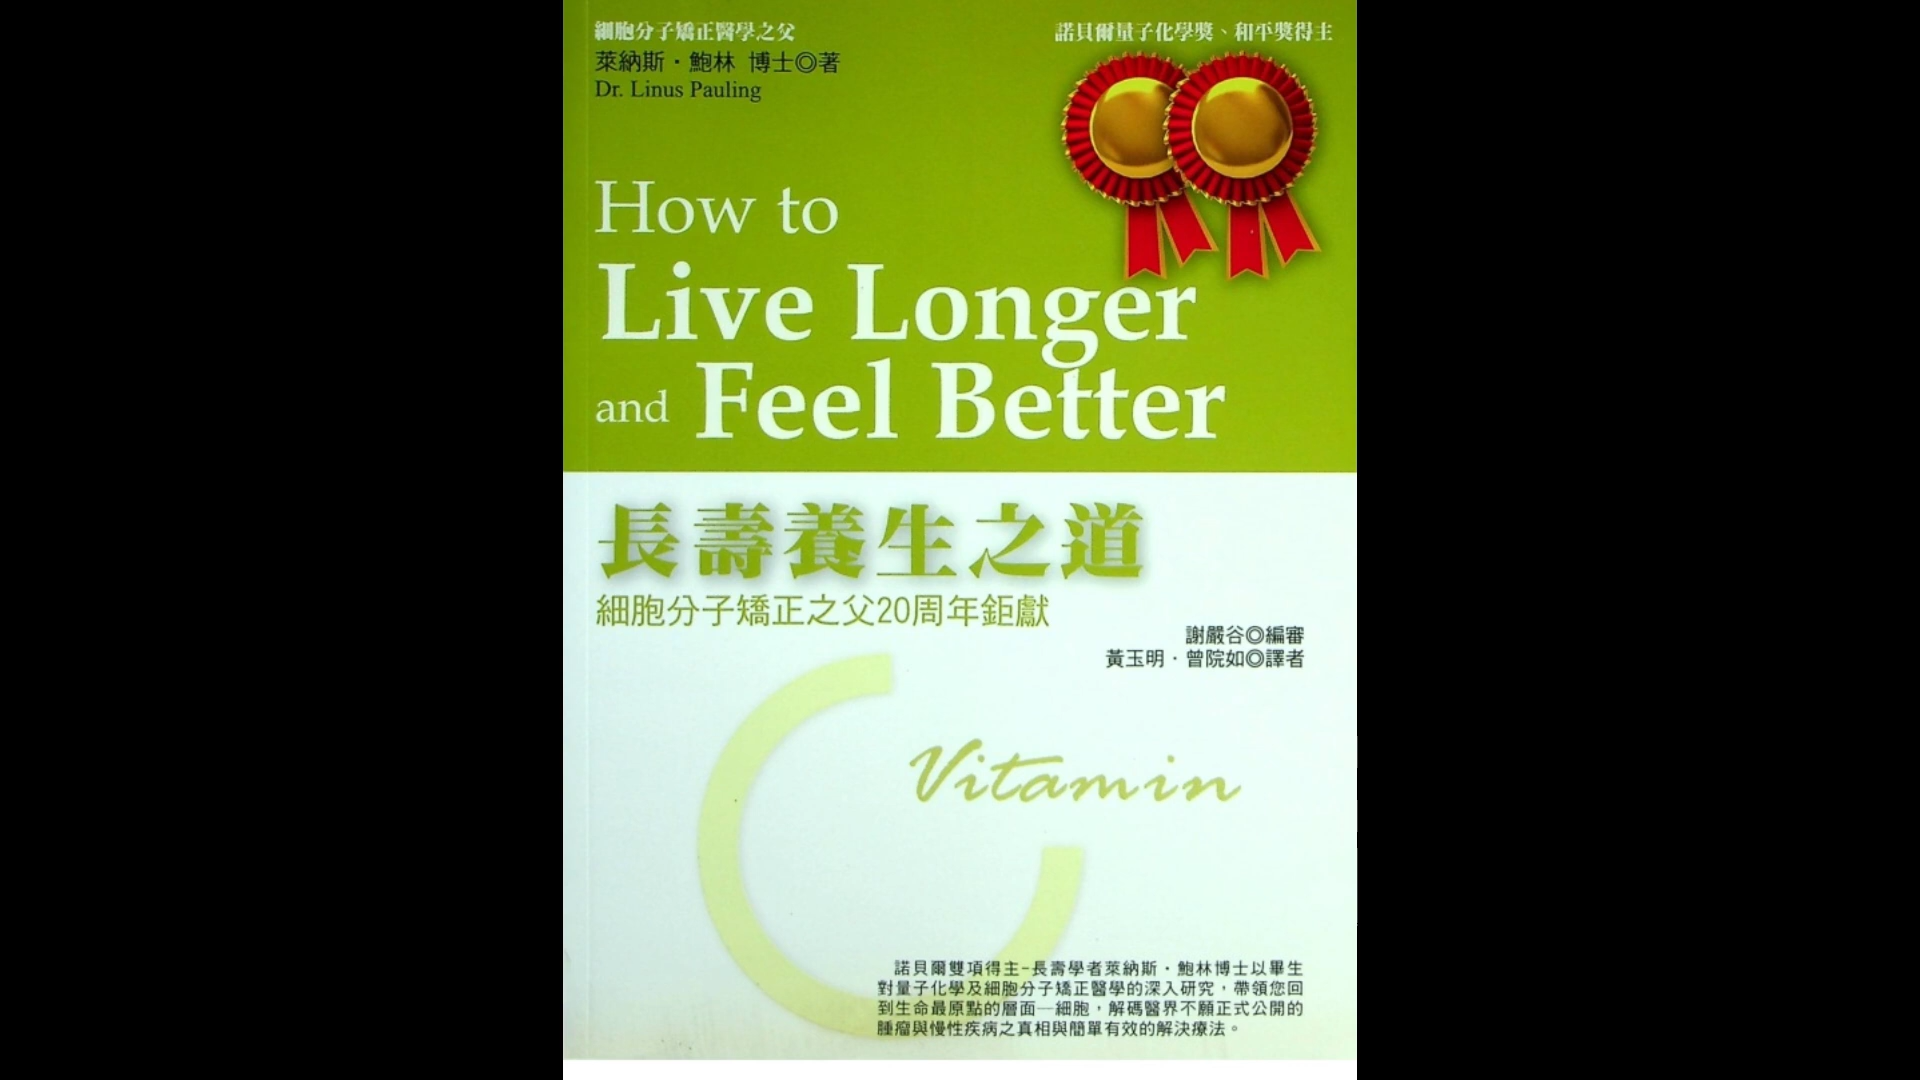 細胞分子矯正醫學之父
諾貝爾量子化學獎、和平獎得主
萊納斯・鮑林 博士◎著
Dr. Linus Pauling
How to
Live Longer
and Feel Better
長壽養生之道
細胞分子矯正之父20周年鉅獻
謝嚴谷◎編審
黃玉明・曾院如◎譯者
Vitamin
C
諾貝爾雙項得主-長壽學者萊納斯・鮑林博士以畢生
對量子化學及細胞分子矯正醫學的深入研究，帶領您回
到生命最原點的層面—細胞，解碼醫界不願正式公開的
腫瘤與慢性疾病之真相與簡單有效的解決療法。